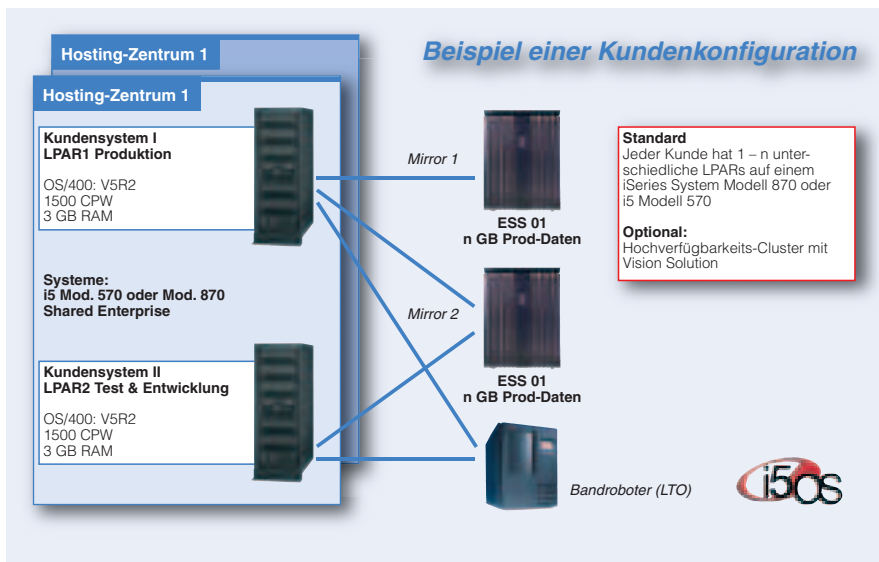 Beispiel einer Kundenkonfiguration
Hosting-Zentrum 1
Hosting-Zentrum 1
Kundensystem I
LPAR1 Produktion
OS/400: V5R2
1500 CPW
3 GB RAM
Systeme:
i5 Mod. 570 oder Mod. 870
Shared Enterprise
Kundensystem II
LPAR2 Test & Entwicklung
OS/400: V5R2
1500 CPW
3 GB RAM
Mirror 1
ESS 01
n GB Prod-Daten
Mirror 2
ESS 01
n GB Prod-Daten
Bandroboter (LTO)
Standard
Jeder Kunde hat 1 – n unter-
schiedliche LPARs auf einem
iSeries System Modell 870 oder
i5 Modell 570
Optional:
Hochverfügbarkeits-Cluster mit
Vision Solution
i5OS